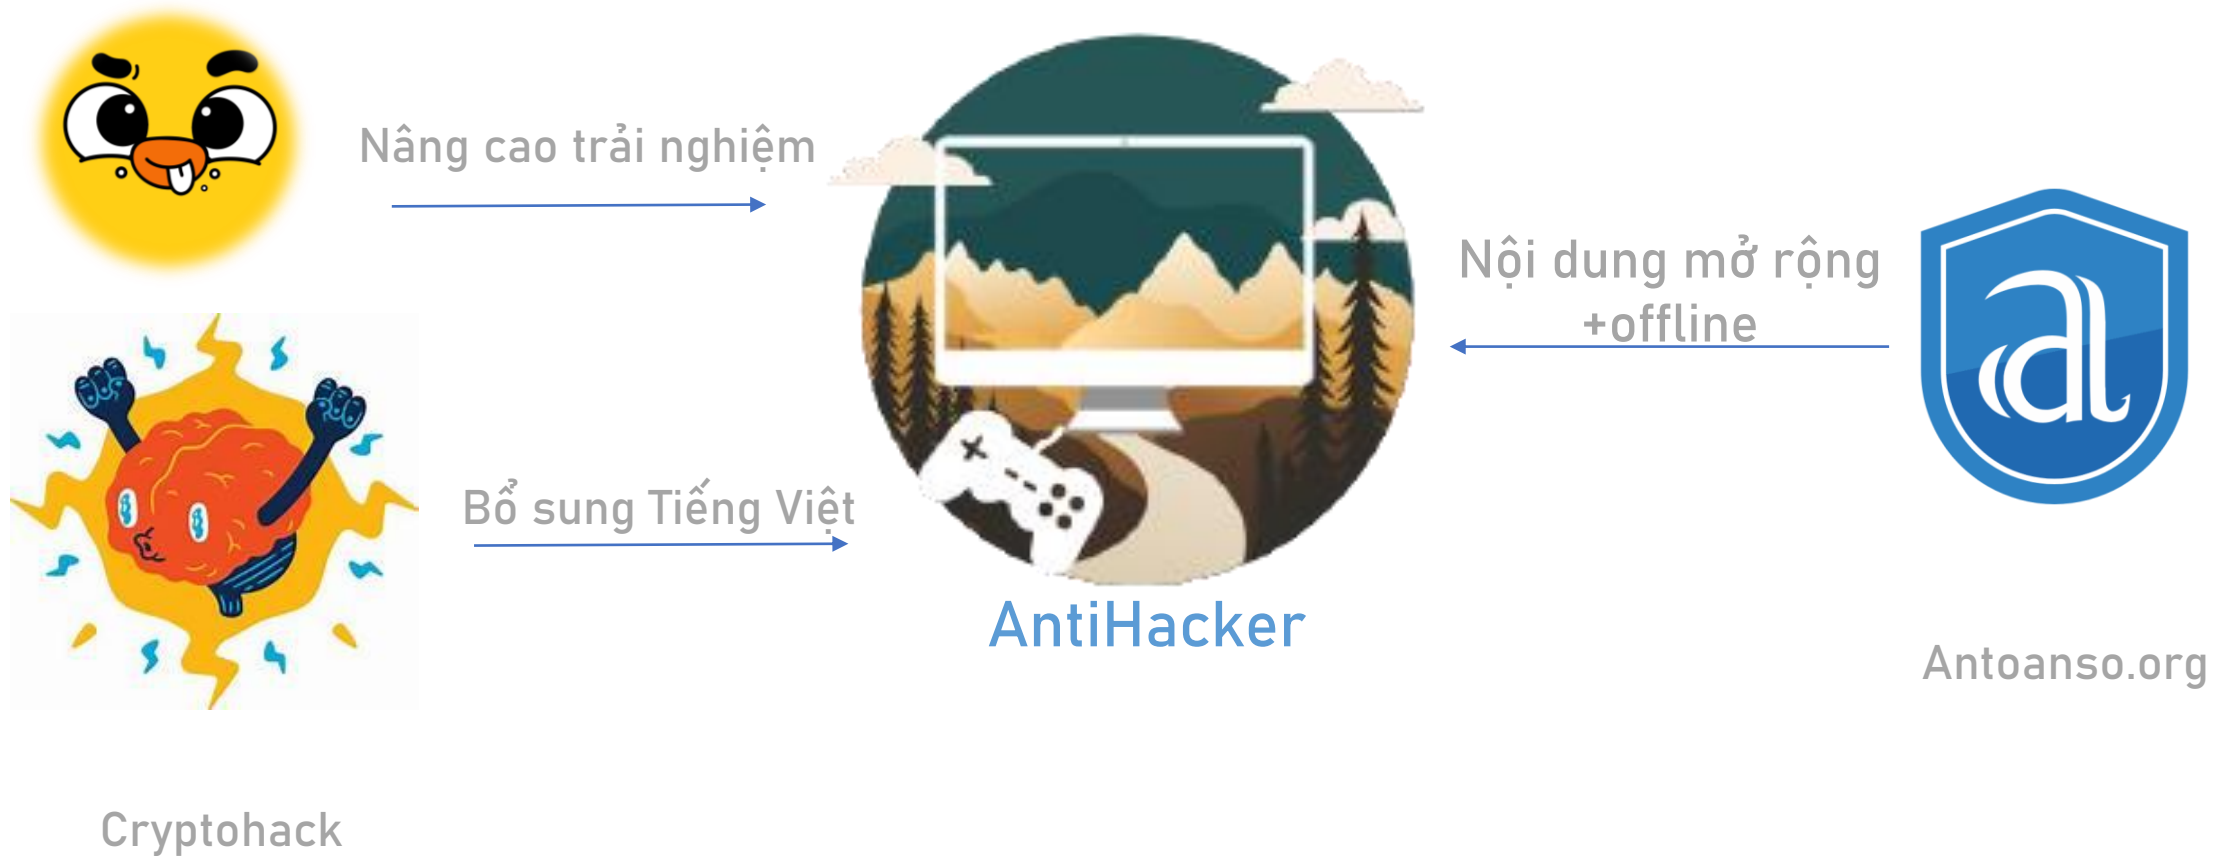 Nâng cao trải nghiệm
Nội dung mở rộng
+offline
Bổ sung Tiếng Việt
AntiHacker
Antoanso.org
Cryptohack